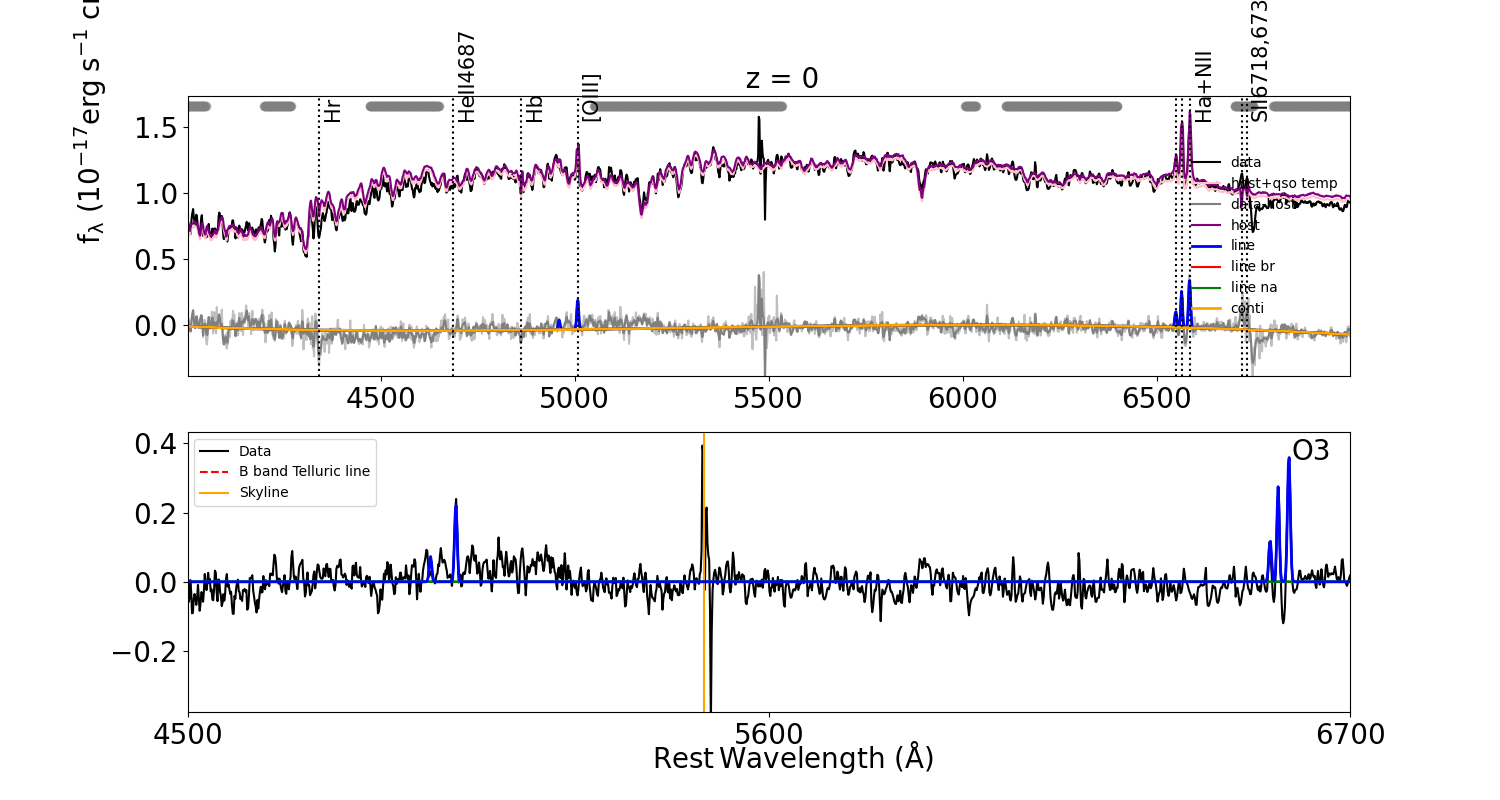 z = 0
f_λ (10^−17 erg s^−1 c
Hr
HeII4687
Hb
[OIII]
Ha+NII
SII6718,673
1.5
1.0
0.5
0.0
data
host+qso temp
data-host
host
line
line br
line na
conti
4500
5000
5500
6000
6500
0.4
0.2
0.0
−0.2
Data
B band Telluric line
Skyline
O3
4500
5600
6700
Rest Wavelength (Å)